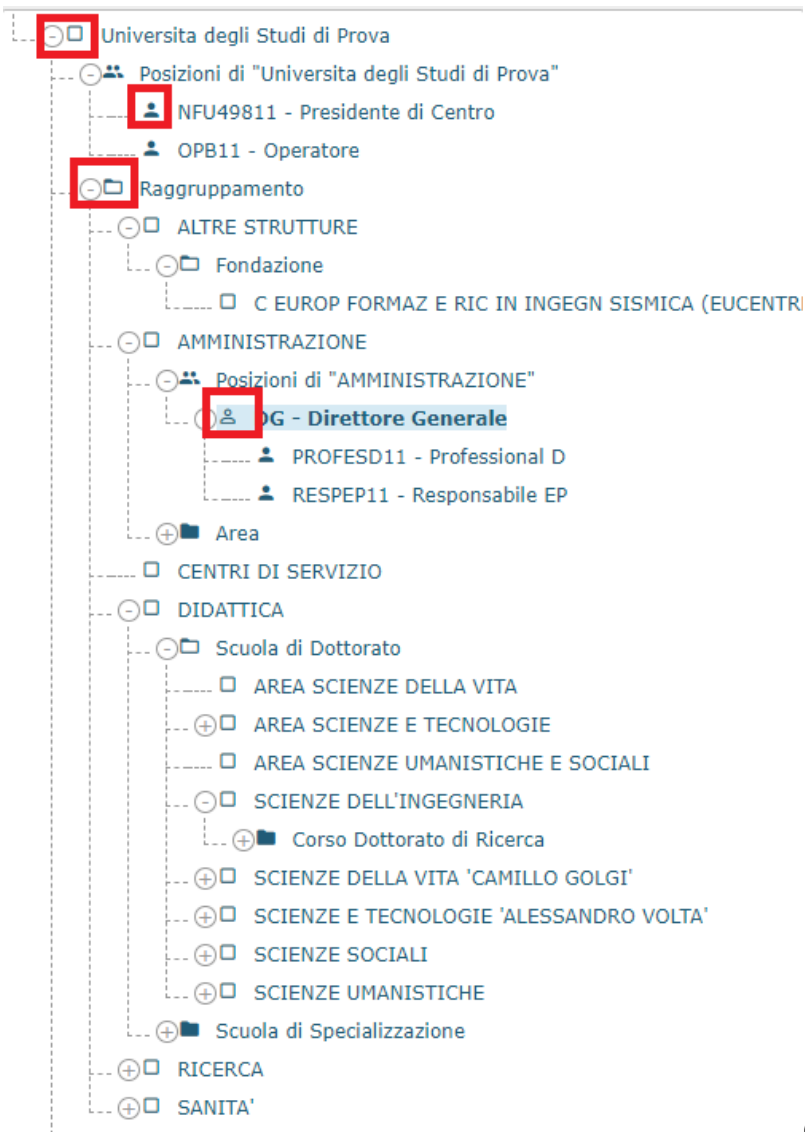 Universita degli Studi di Prova
Posizioni di "Universita degli Studi di Prova"
NFU49811 - Presidente di Centro
OPB11 - Operatore
Raggruppamento
ALTRE STRUTTURE
Fondazione
C EUROP FORMAZ E RIC IN INGEGN SISMICA (EUCENTR
AMMINISTRAZIONE
Posizioni di "AMMINISTRAZIONE"
DG - Direttore Generale
PROFESD11 - Professional D
RESPEP11 - Responsabile EP
Area
CENTRI DI SERVIZIO
DIDATTICA
Scuola di Dottorato
AREA SCIENZE DELLA VITA
AREA SCIENZE E TECNOLOGIE
AREA SCIENZE UMANISTICHE E SOCIALI
SCIENZE DELL'INGEGNERIA
Corso Dottorato di Ricerca
SCIENZE DELLA VITA 'CAMILLO GOLGI'
SCIENZE E TECNOLOGIE 'ALESSANDRO VOLTA'
SCIENZE SOCIALI
SCIENZE UMANISTICHE
Scuola di Specializzazione
RICERCA
SANITA'